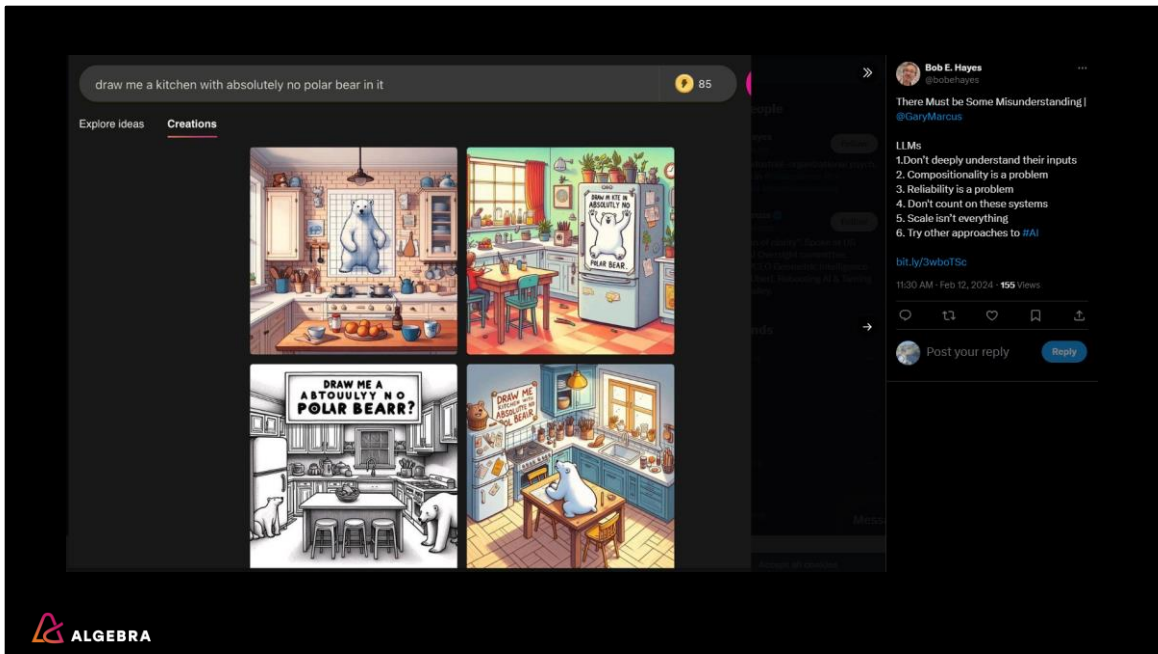 draw me a kitchen with absolutely no polar bear in it
85
Explore ideas
Creations
DRAW M KTE IN
ABSOLUTLY NO
POLAR BEAR.
DRAW ME A
ABTOUULYY N O
POLAR BEARR?
DRAW ME
KITCHEN WITH
ABSOLUTE NO
OL BEAIR
Bob E. Hayes
@bobehayes
There Must be Some Misunderstanding |
@GaryMarcus
LLMs
1.Don't deeply understand their inputs
2. Compositionality is a problem
3. Reliability is a problem
4. Don't count on these systems
5. Scale isn't everything
6. Try other approaches to #AI
bit.ly/3wboTSc
11:30 AM · Feb 12, 2024 · 155 Views
Post your reply
Reply
ALGEBRA